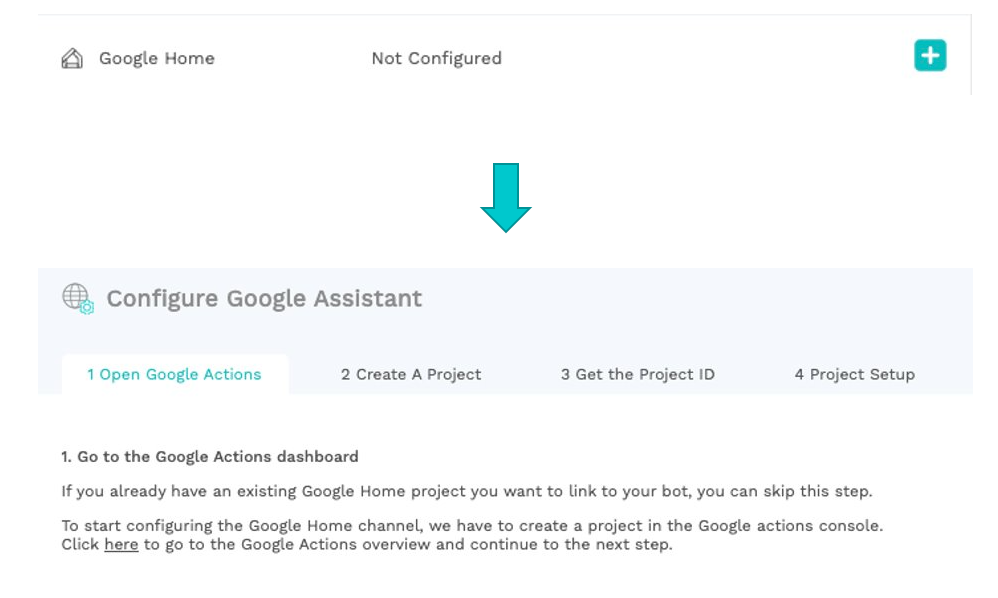 Google Home
Not Configured
Configure Google Assistant
1 Open Google Actions
2 Create A Project
3 Get the Project ID
4 Project Setup
1. Go to the Google Actions dashboard
If you already have an existing Google Home project you want to link to your bot, you can skip this step.
To start configuring the Google Home channel, we have to create a project in the Google actions console.
Click here to go to the Google Actions overview and continue to the next step.